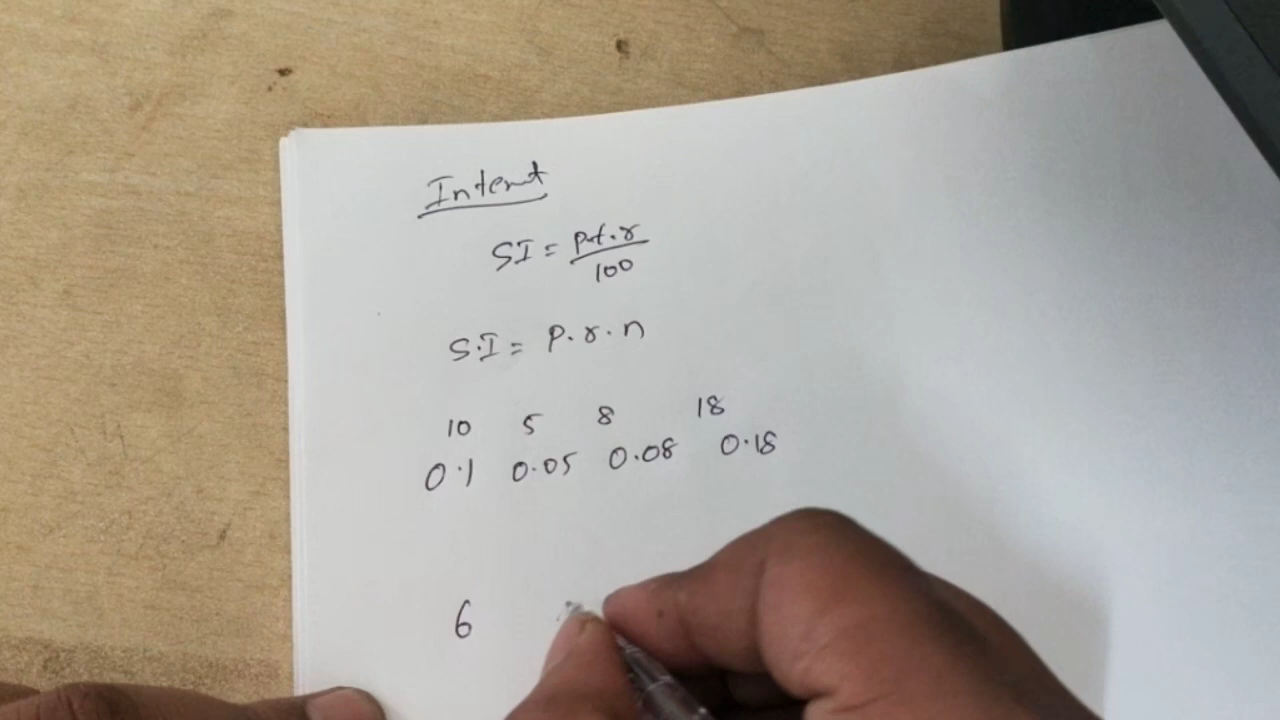 Interest
SI = p.t.r
100
S.I = P.r.n
10 5 8 18
0.1 0.05 0.08 0.18
6